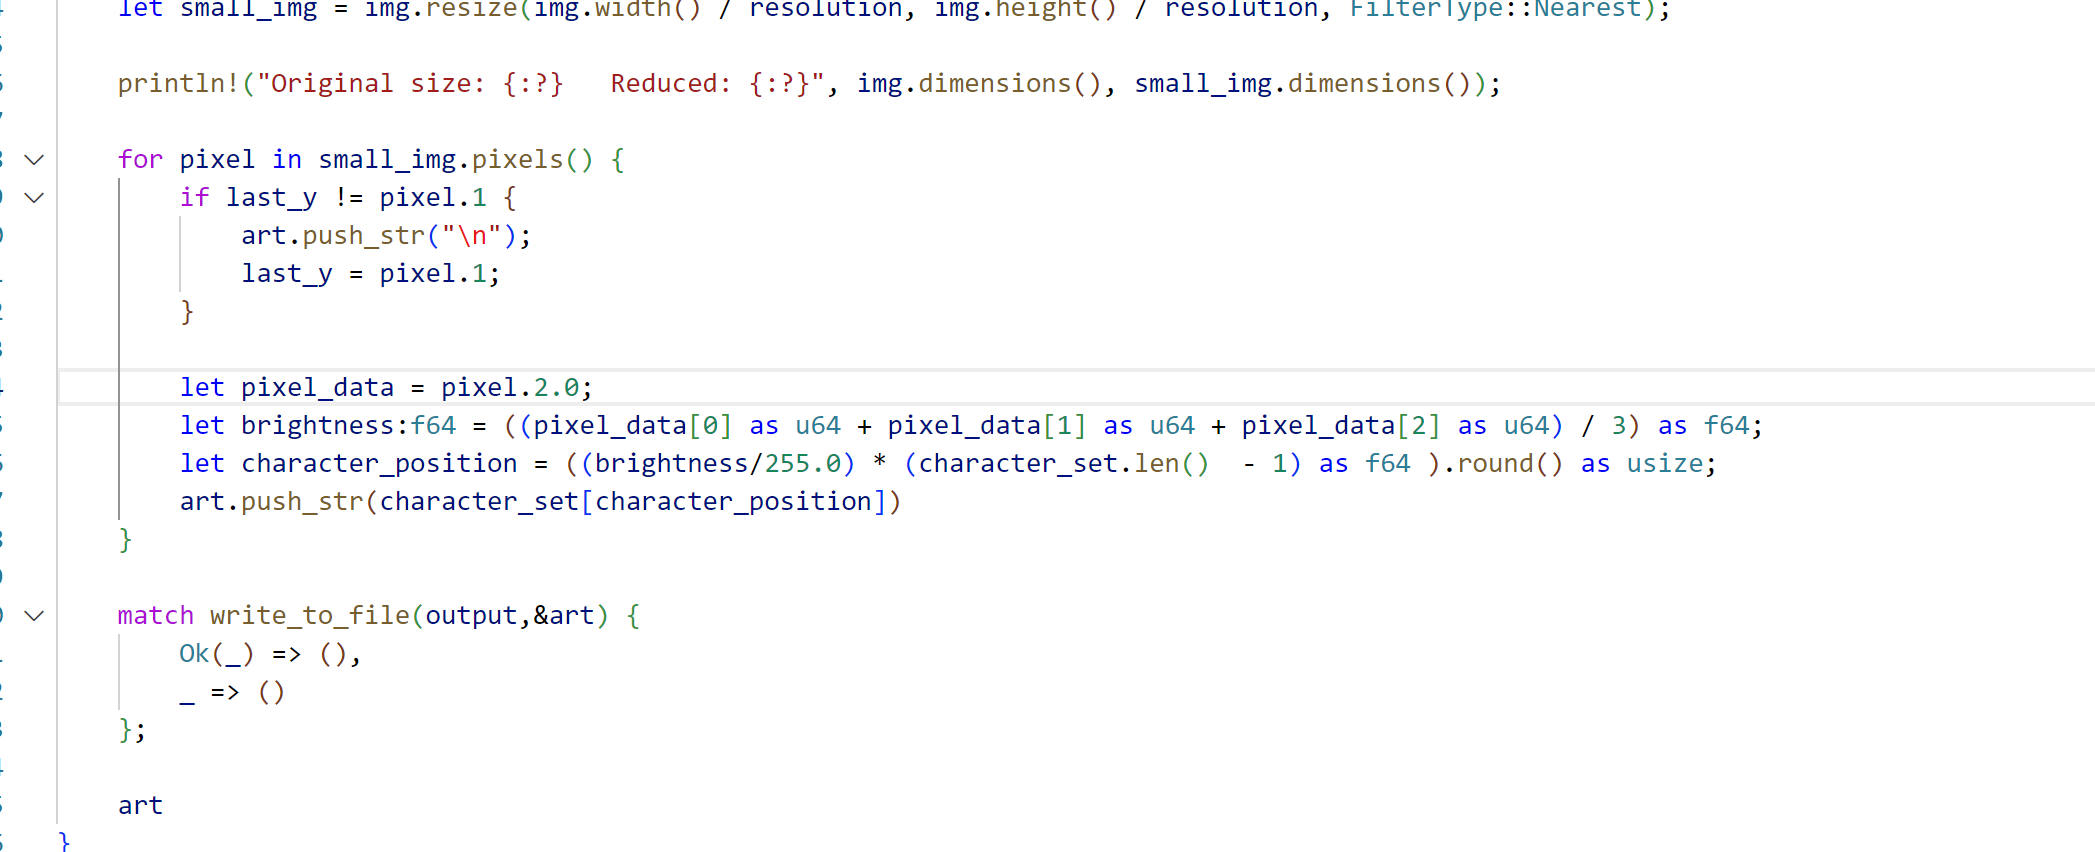 let small_img = img.resize(img.width() / resolution, img.height() / resolution, FilterType::Nearest);
println!("Original size: {:?}   Reduced: {:?}", img.dimensions(), small_img.dimensions());
for pixel in small_img.pixels() {
if last_y != pixel.1 {
art.push_str("\n");
last_y = pixel.1;
}
let pixel_data = pixel.2.0;
let brightness:f64 = ((pixel_data[0] as u64 + pixel_data[1] as u64 + pixel_data[2] as u64) / 3) as f64;
let character_position = ((brightness/255.0) * (character_set.len()  - 1) as f64 ).round() as usize;
art.push_str(character_set[character_position])
}
match write_to_file(output,&art) {
Ok(_) => (),
_ => ()
};
art
}